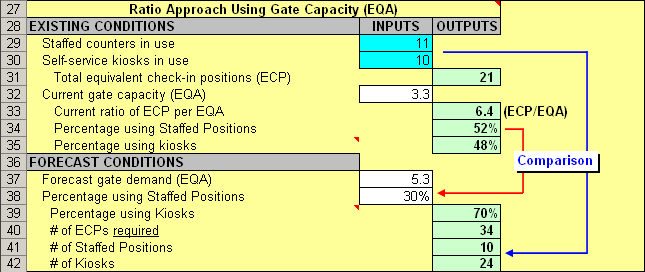 27 Ratio Approach Using Gate Capacity (EQA)
28 EXISTING CONDITIONS INPUTS OUTPUTS
29 Staffed counters in use 11
30 Self-service kiosks in use 10
31 Total equivalent check-in positions (ECP) 21
32 Current gate capacity (EQA) 3.3
33 Current ratio of ECP per EQA 6.4 (ECP/EQA)
34 Percentage using Staffed Positions 52%
35 Percentage using kiosks 48%
Comparison
36 FORECAST CONDITIONS
37 Forecast gate demand (EQA) 5.3
38 Percentage using Staffed Positions 30%
39 Percentage using Kiosks 70%
40 # of ECPs required 34
41 # of Staffed Positions 10
42 # of Kiosks 24